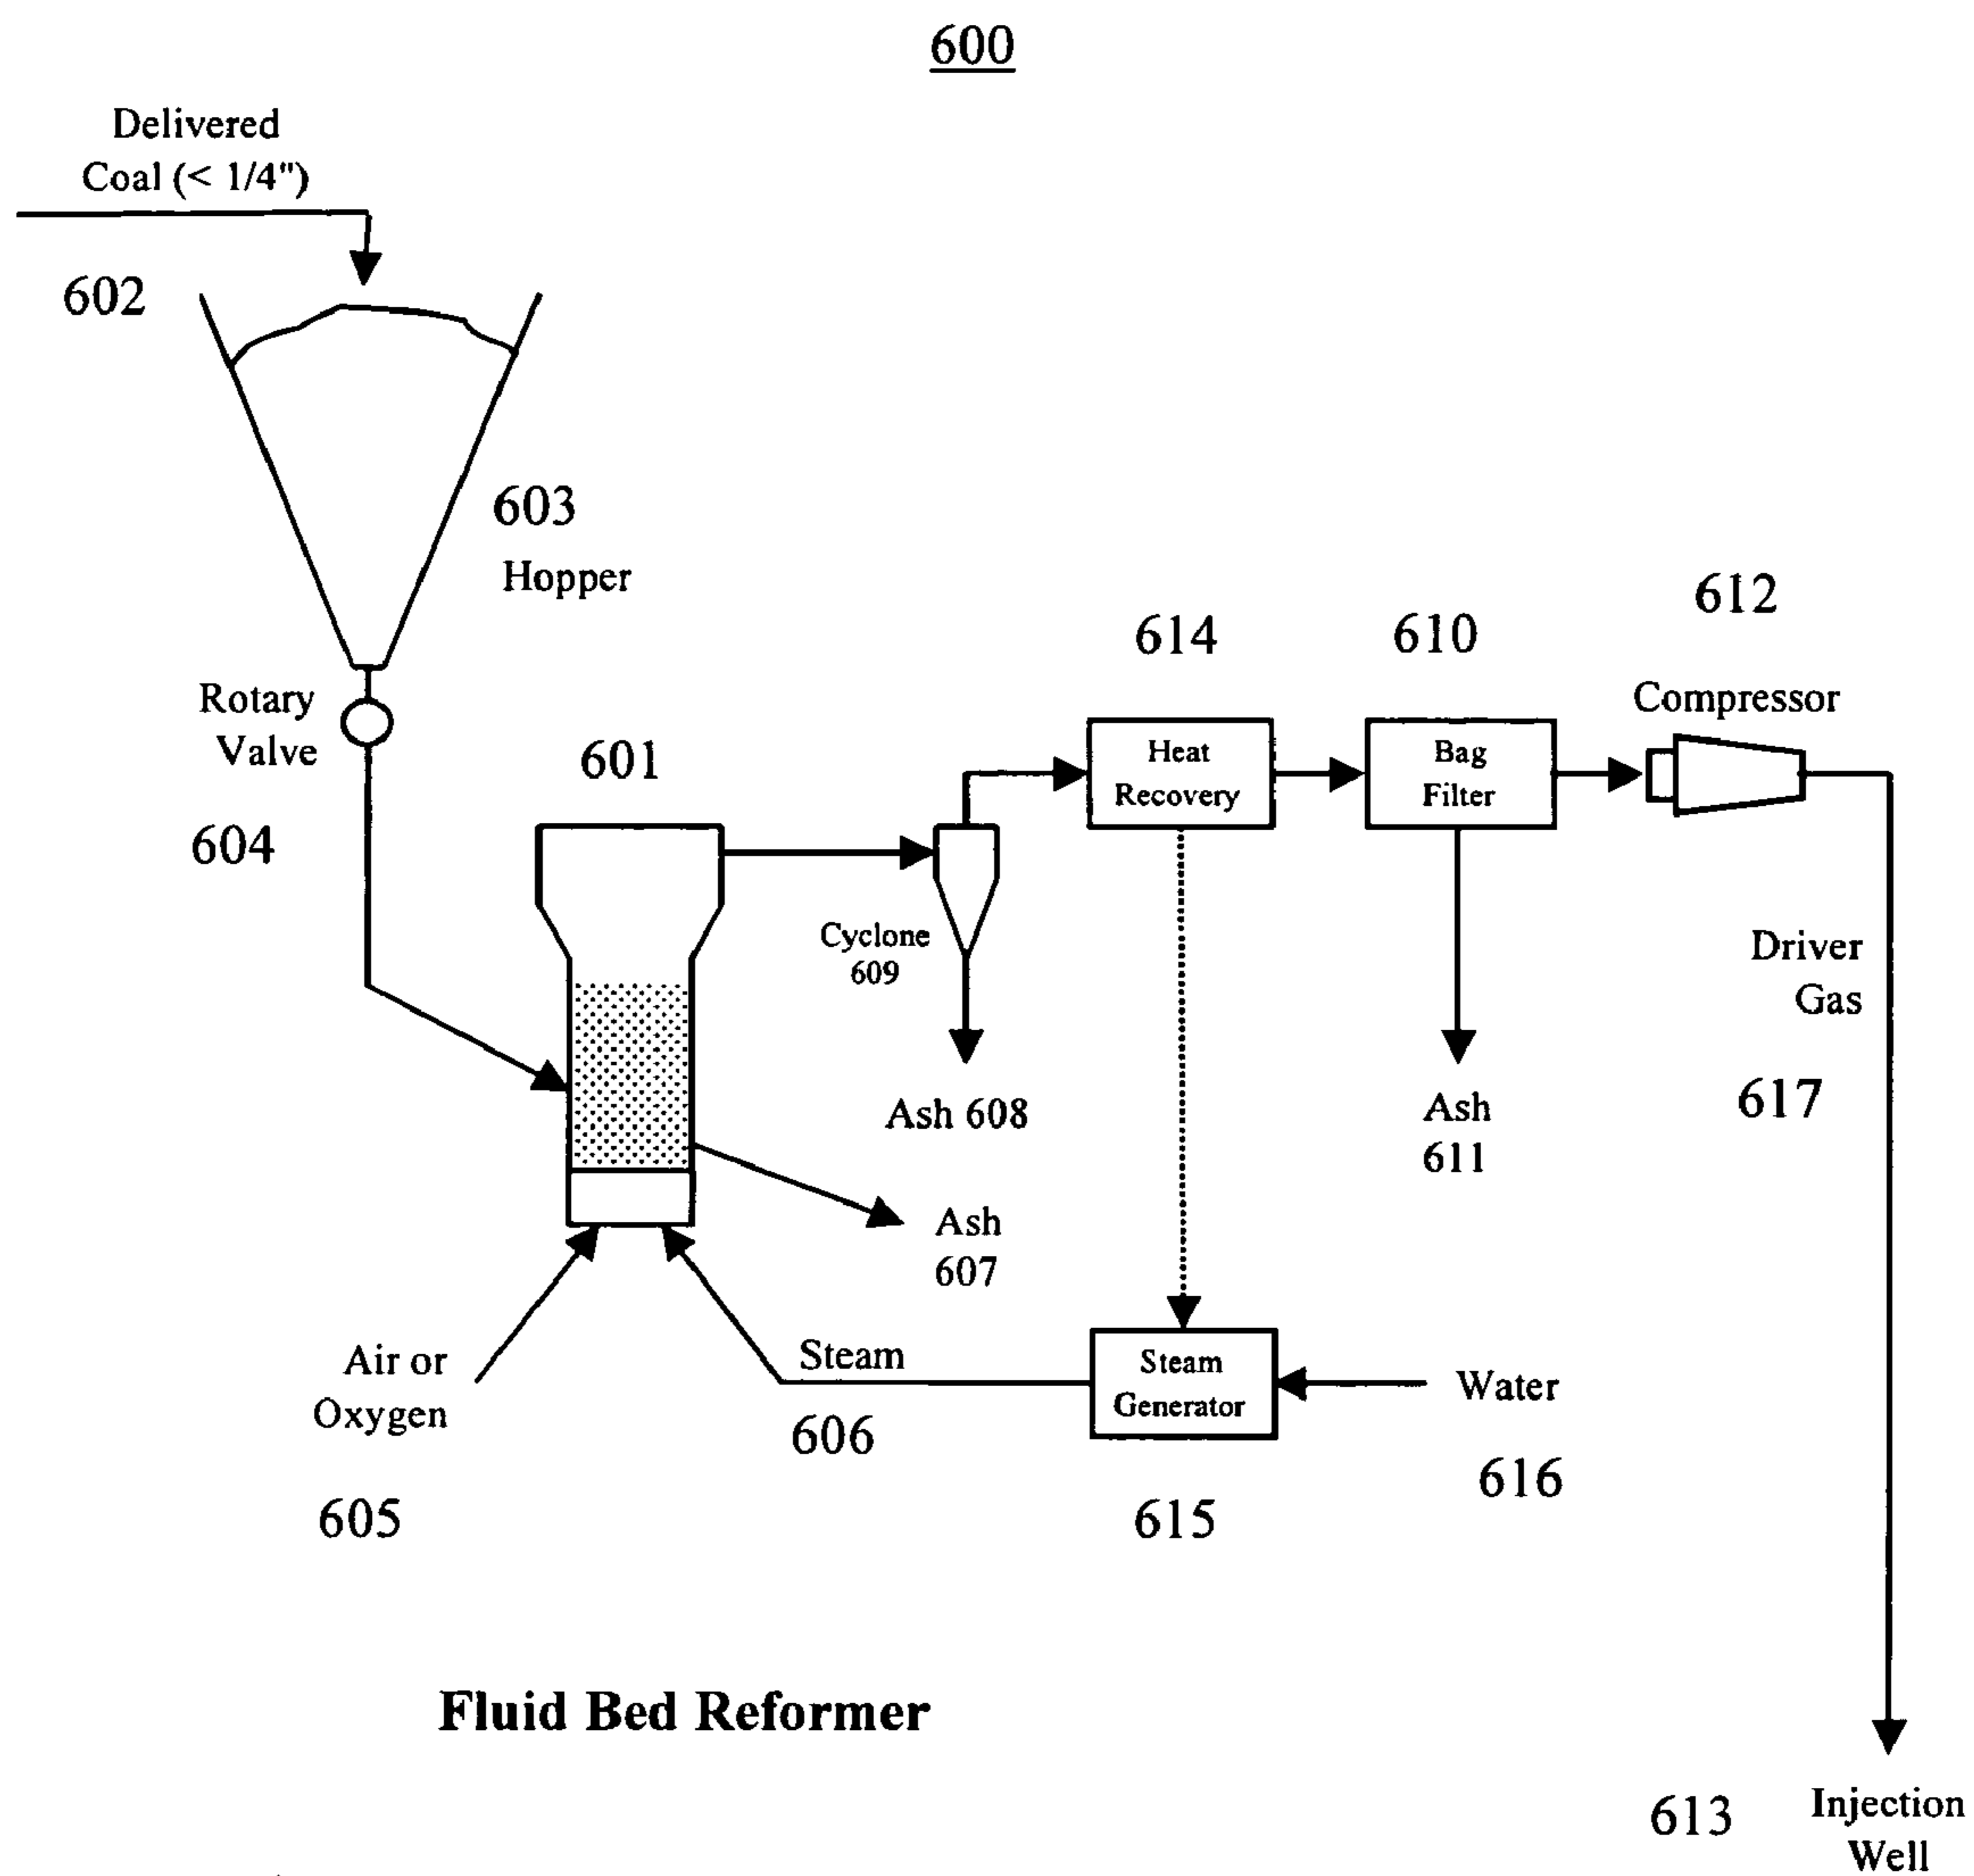 600
Delivered
Coal (< 1/4")
602
603
Hopper
Rotary
Valve
604
601
614
610
612
Compressor
Heat
Recovery
Bag
Filter
Cyclone
609
Driver
Gas
617
Ash 608
Ash
611
Ash
607
Air or
Oxygen
605
Steam
606
Steam
Generator
615
Water
616
Fluid Bed Reformer
613
Injection
Well